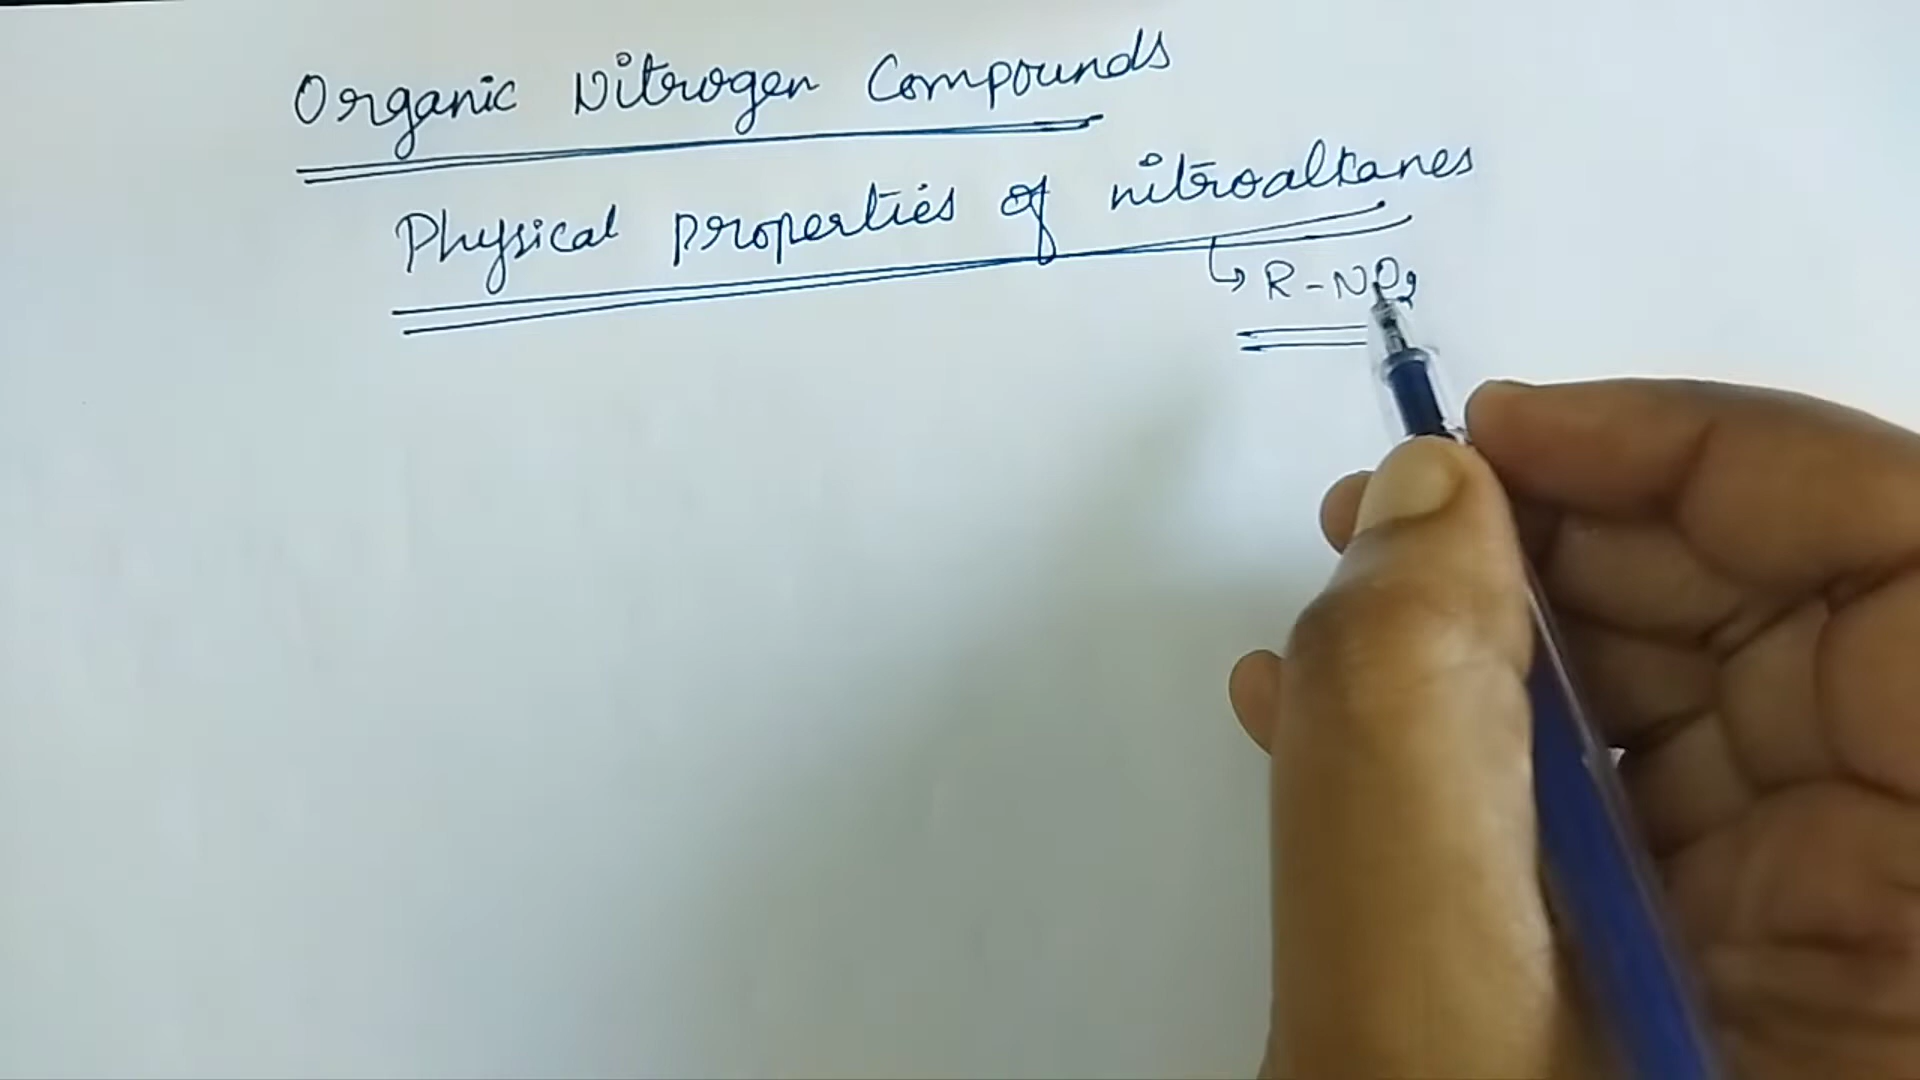 Organic Nitrogen Compounds
Physical properties of nitroalkanes
↳ R-NO₂